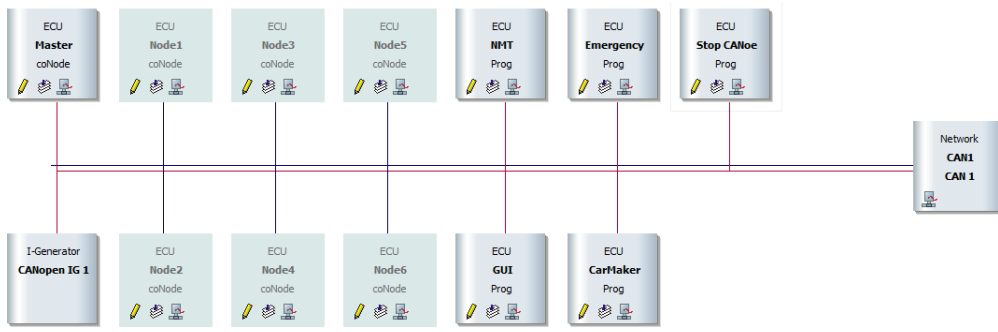 ECU
Master
coNode
ECU
Node1
coNode
ECU
Node3
coNode
ECU
Node5
coNode
ECU
NMT
Prog
ECU
Emergency
Prog
ECU
Stop CANoe
Prog
Network
CAN1
CAN 1
I-Generator
CANopen IG 1
ECU
Node2
coNode
ECU
Node4
coNode
ECU
Node6
coNode
ECU
GUI
Prog
ECU
CarMaker
Prog